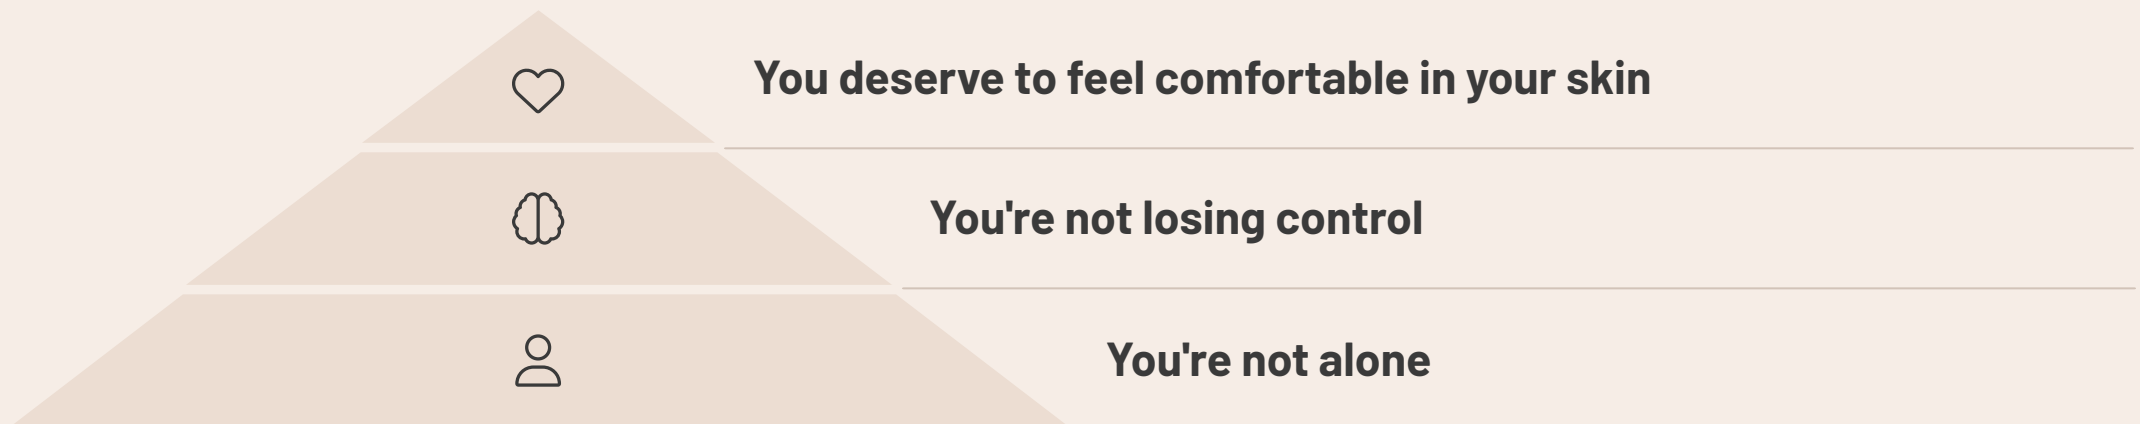 You deserve to feel comfortable in your skin
You're not losing control
You're not alone